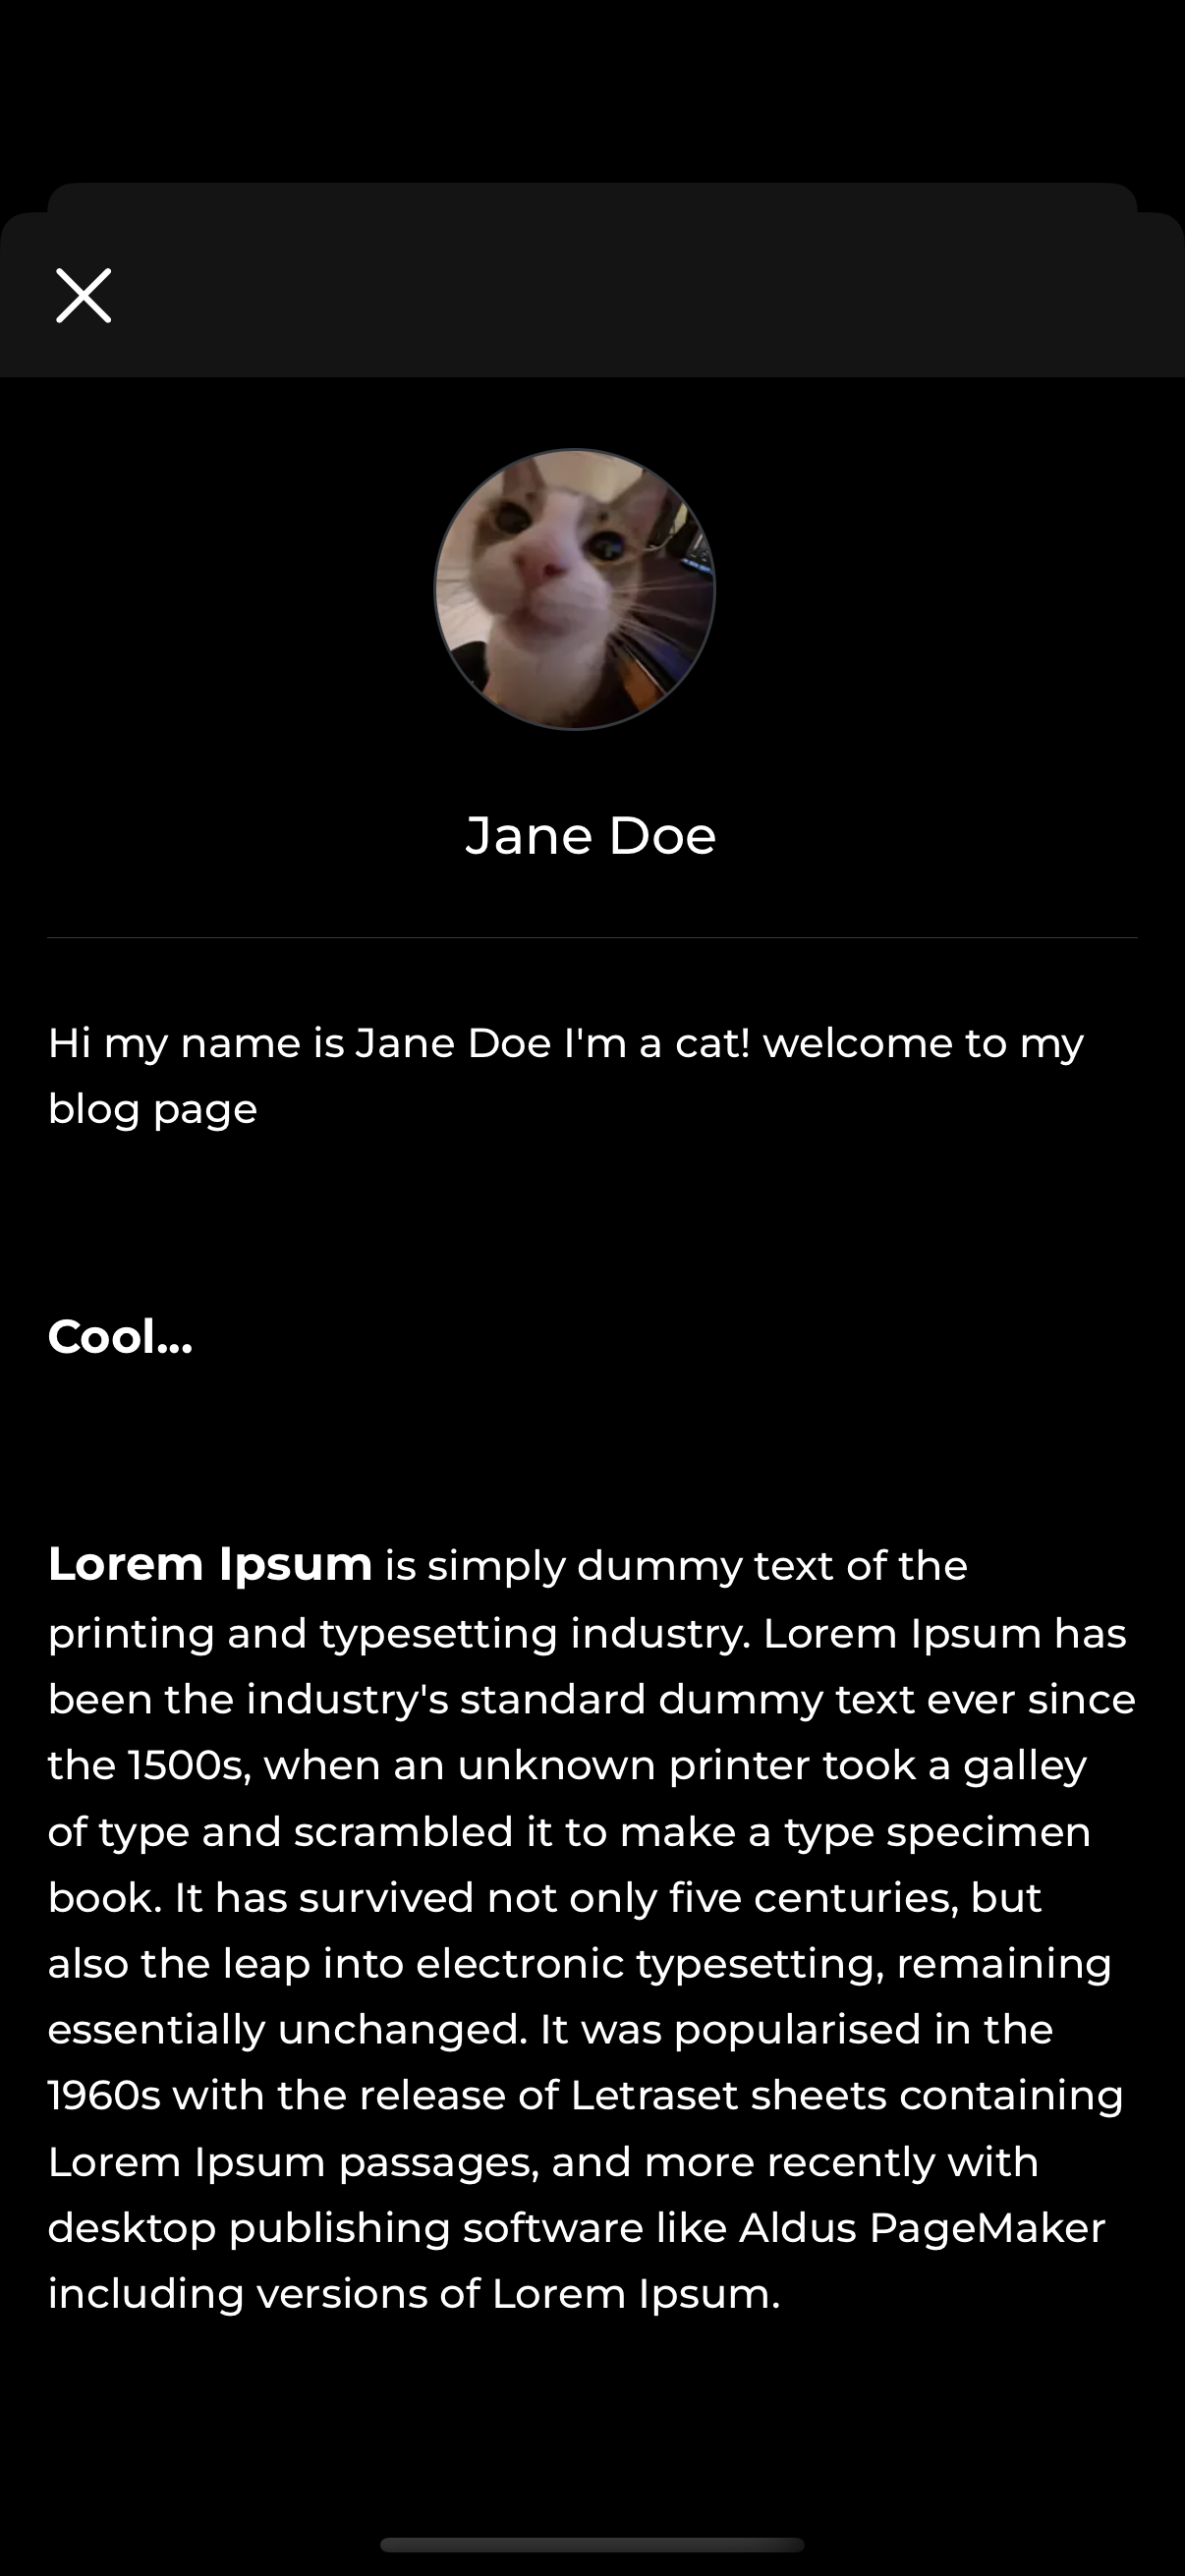 Jane Doe
Hi my name is Jane Doe I'm a cat! welcome to my
blog page
Cool...
Lorem Ipsum is simply dummy text of the
printing and typesetting industry. Lorem Ipsum has
been the industry's standard dummy text ever since
the 1500s, when an unknown printer took a galley
of type and scrambled it to make a type specimen
book. It has survived not only five centuries, but
also the leap into electronic typesetting, remaining
essentially unchanged. It was popularised in the
1960s with the release of Letraset sheets containing
Lorem Ipsum passages, and more recently with
desktop publishing software like Aldus PageMaker
including versions of Lorem Ipsum.